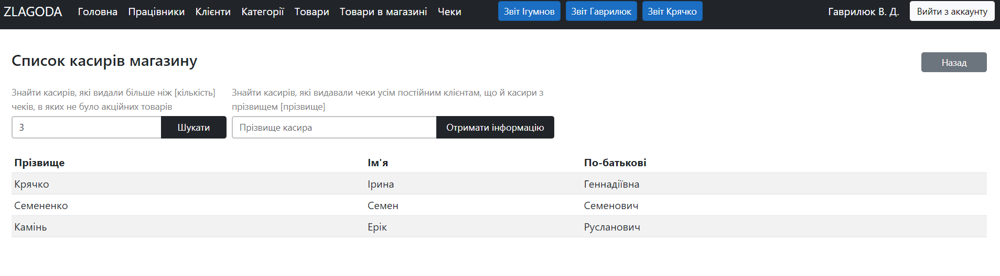 ZLAGODA Головна Працівники Клієнти Категорії Товари Товари в магазині Чеки Звіт Ігумнов Звіт Гаврилюк Звіт Крячко Гаврилюк В. Д. Вийти з аккаунту
Список касирів магазину Назад
Знайти касирів, які видали більше ніж [кількість]
чеків, в яких не було акційних товарів
Знайти касирів, які видавали чеки усім постійним клієнтам, що й касири з
прізвищем [прізвище]
3 Шукати Прізвище касира Отримати інформацію
Прізвище Ім'я По-батькові
Крячко Ірина Геннадіївна
Семененко Семен Семенович
Камінь Ерік Русланович